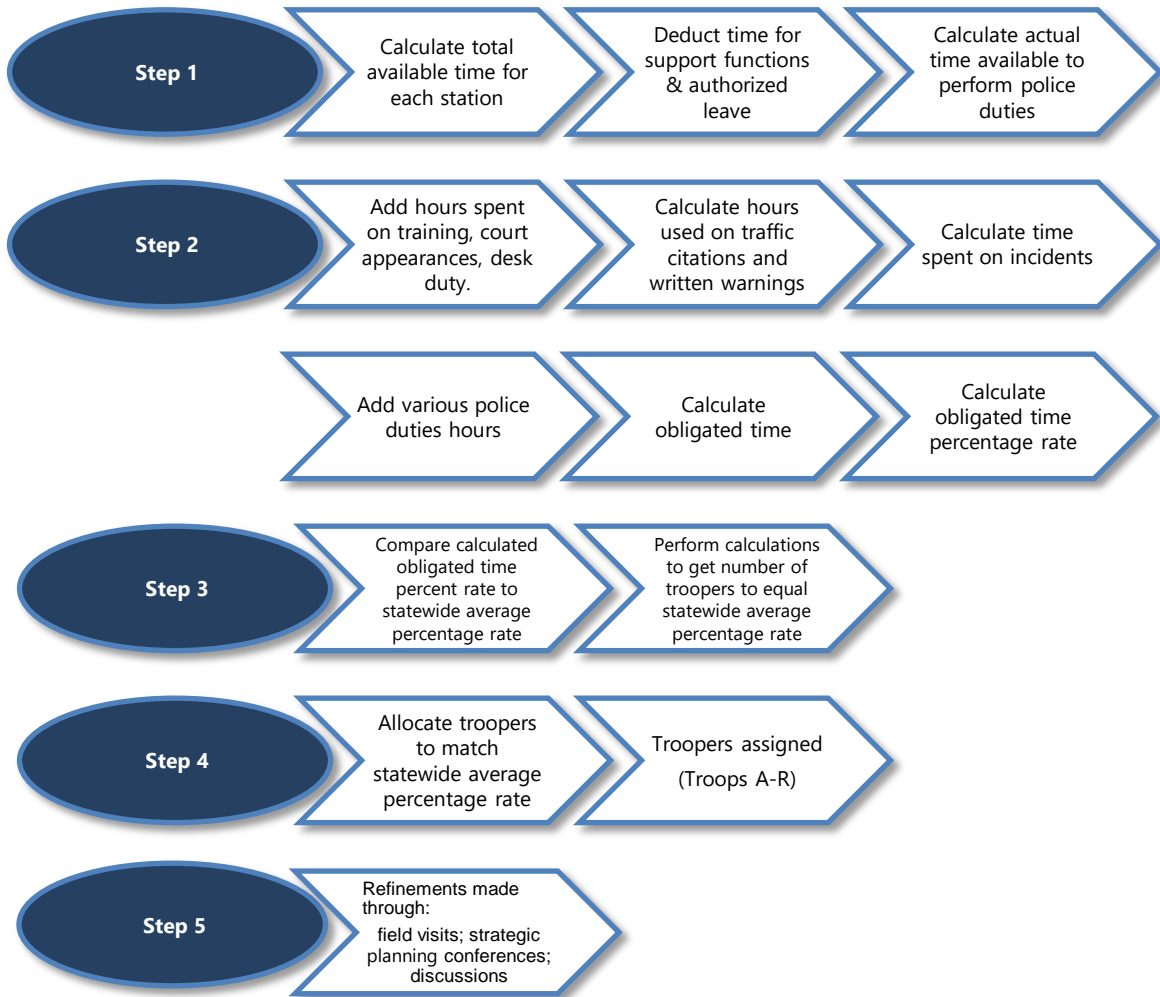 Step 1
Calculate total
available time for
each station
Deduct time for
support functions
& authorized
leave
Calculate actual
time available to
perform police
duties
Step 2
Add hours spent
on training, court
appearances, desk
duty.
Calculate hours
used on traffic
citations and
written warnings
Calculate time
spent on incidents
Add various police
duties hours
Calculate
obligated time
Calculate
obligated time
percentage rate
Step 3
Compare calculated
obligated time
percent rate to
statewide average
percentage rate
Perform calculations
to get number of
troopers to equal
statewide average
percentage rate
Step 4
Allocate troopers
to match
statewide average
percentage rate
Troopers assigned
(Troops A-R)
Step 5
Refinements made
through:
field visits; strategic
planning conferences;
discussions